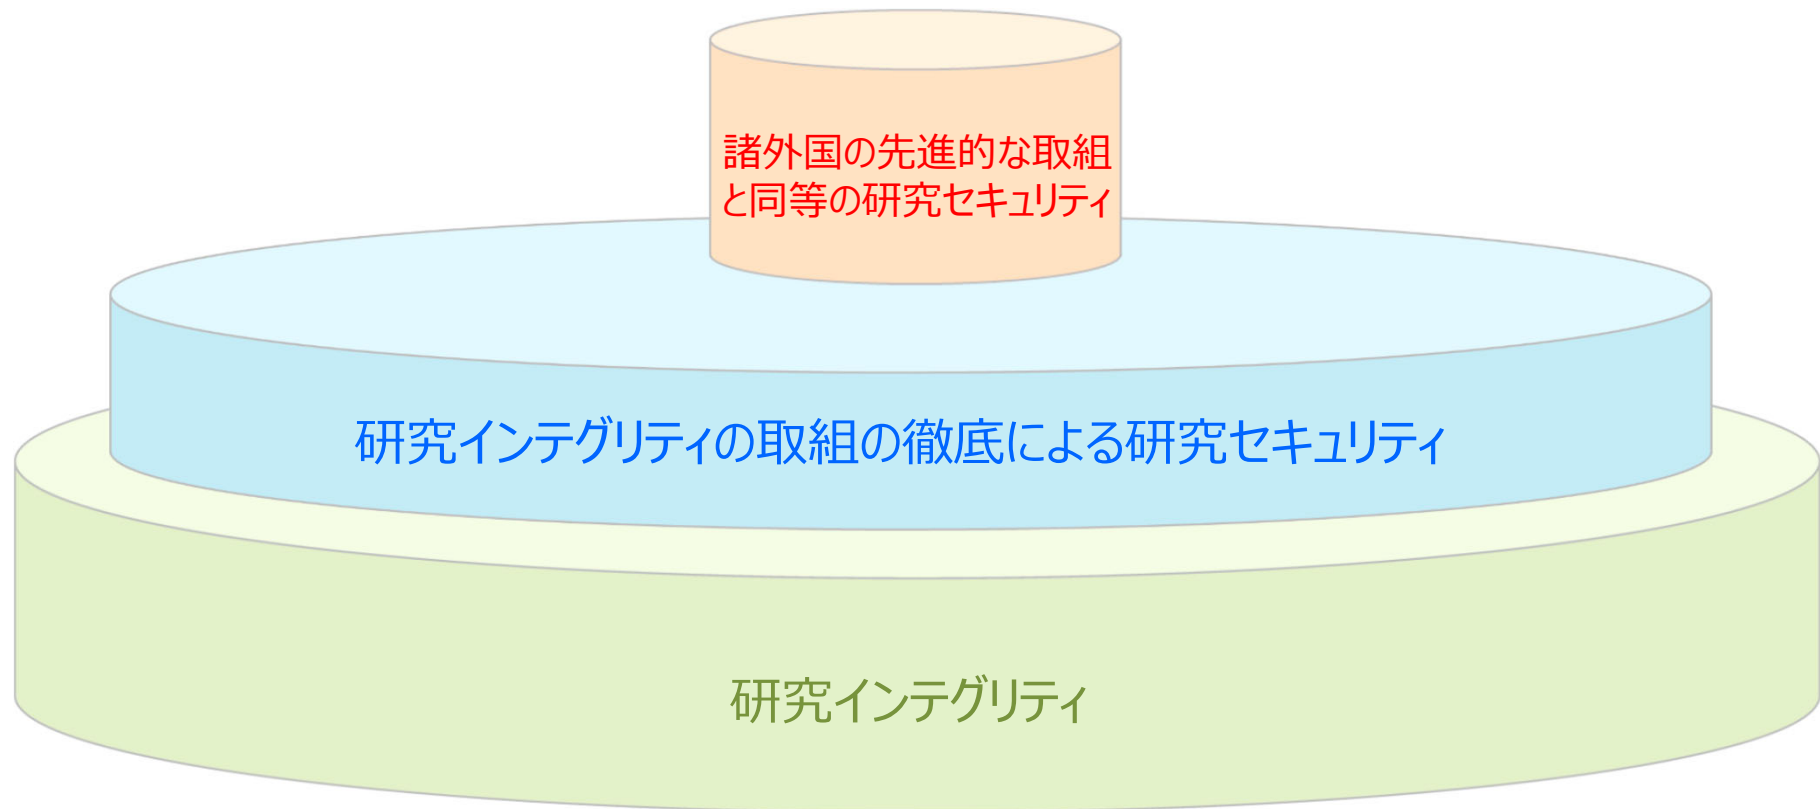 諸外国の先進的な取組
と同等の研究セキュリティ
研究インテグリティの取組の徹底による研究セキュリティ
研究インテグリティ